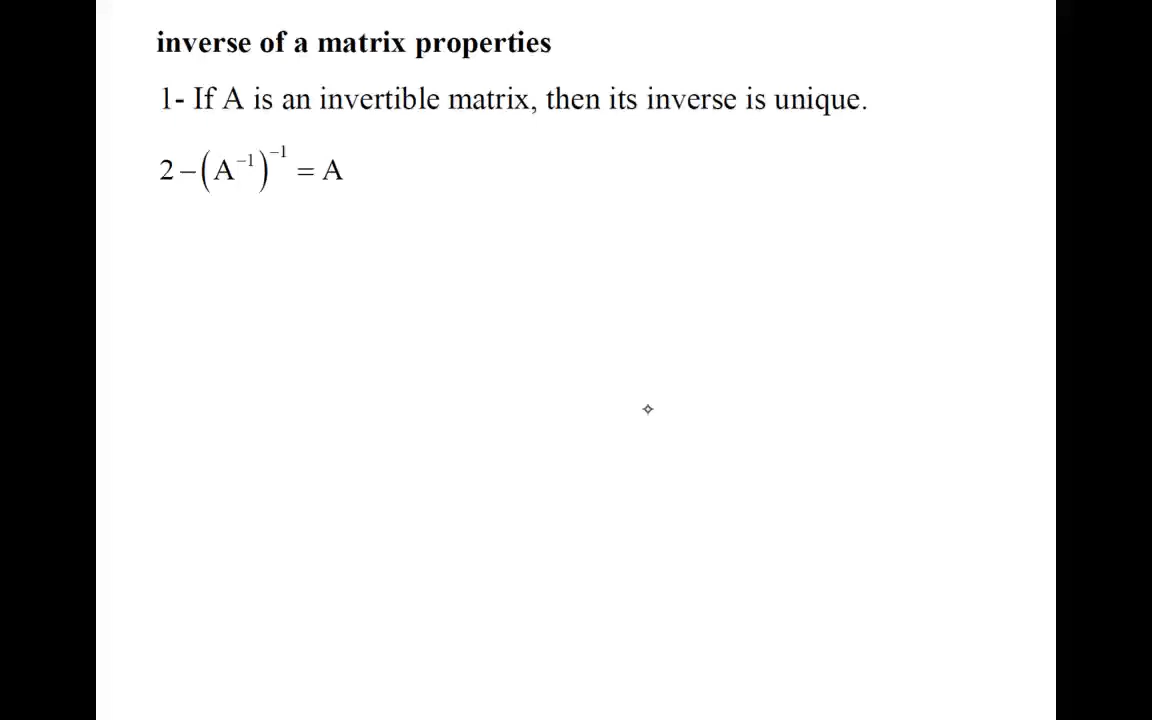 inverse of a matrix properties
1- If A is an invertible matrix, then its inverse is unique.
2 – (A⁻¹)⁻¹ = A